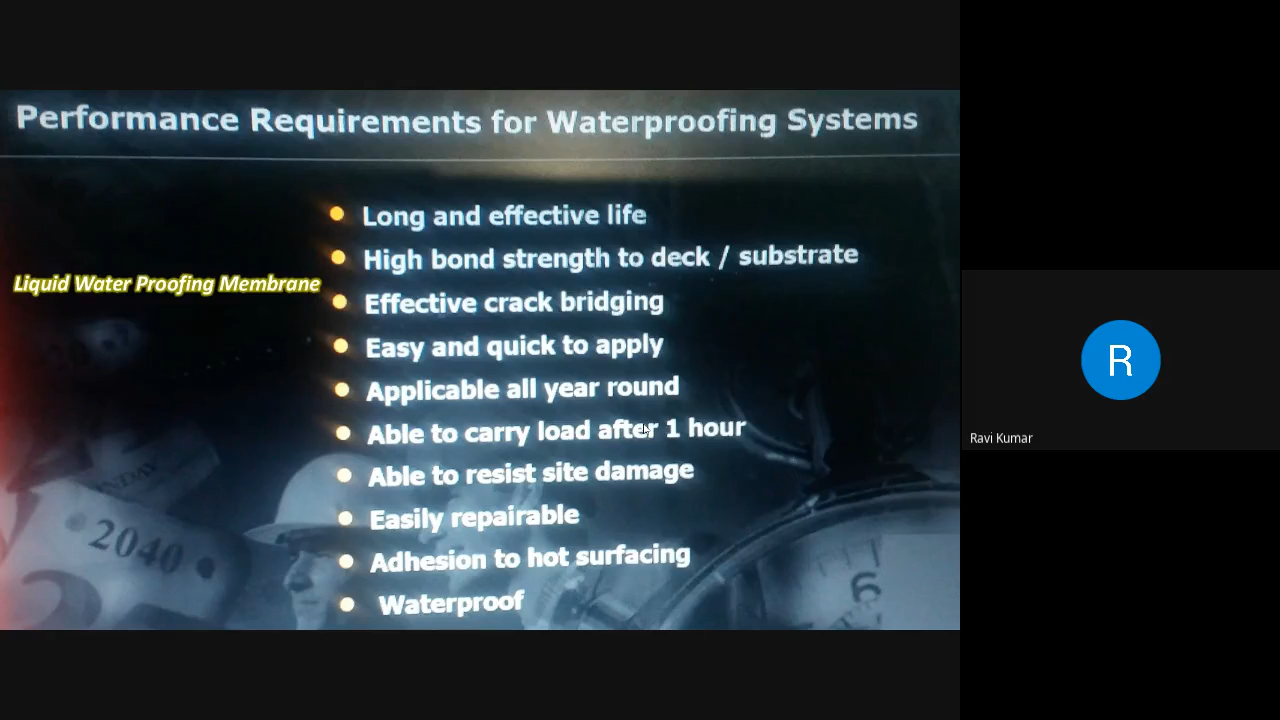 Performance Requirements for Waterproofing Systems
Long and effective life
High bond strength to deck / substrate
Liquid Water Proofing Membrane
Effective crack bridging
Easy and quick to apply
Applicable all year round
Able to carry load after 1 hour
Able to resist site damage
Easily repairable
Adhesion to hot surfacing
Waterproof
2040
6
R
Ravi Kumar